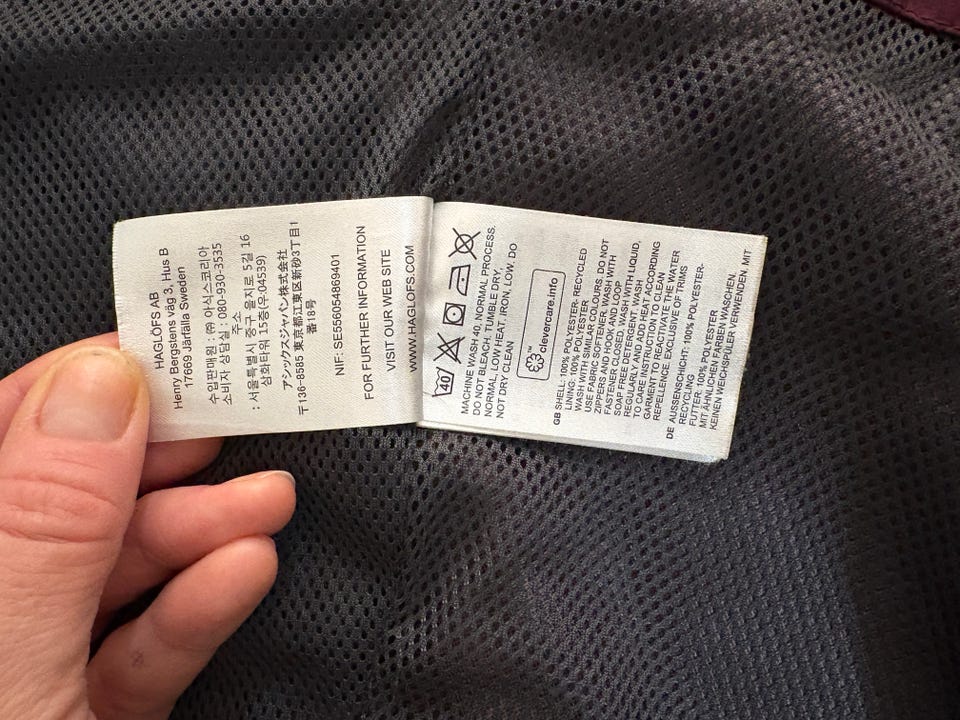 HAGLÖFS AB
Henry Bergstens väg 3, Hus B
17669 Järfälla Sweden
수입판매원 : ㈜ 아식스코리아
소비자 상담실 : 080-930-3535
주소
: 서울특별시 중구 을지로 5길 16
삼화타워 15층(우.04539)
アシックスジャパン株式会社
〒136-8585 東京都江東区新砂3丁目1
番18号
NIF: SE556054869401
FOR FURTHER INFORMATION
VISIT OUR WEB SITE
WWW.HAGLOFS.COM
40
MACHINE WASH 40, NORMAL PROCESS,
DO NOT BLEACH, TUMBLE DRY,
NORMAL, LOW HEAT, IRON, LOW, DO
NOT DRY CLEAN
clevercare.info
GB SHELL: 100% POLYESTER- RECYCLED
LINING: 100% POLYESTER
WASH WITH SIMILAR COLOURS. DO NOT
USE FABRIC SOFTENER. WASH WITH
ZIPPERS AND HOOK AND LOOP
FASTENER CLOSED. WASH WITH LIQUID,
SOAP FREE DETERGENT. WASH
REGULARLY AND ADD HEAT ACCORDING
TO CARE INSTRUCTION TO CLEAN
GARMENT TO REACTIVATE THE WATER
REPELLENCE. EXCLUSIVE OF TRIMS
DE AUSSENSCHICHT: 100% POLYESTER-
RECYCLING
FUTTER: 100% POLYESTER
MIT ÄHNLICHEN FARBEN WASCHEN.
KEINEN WEICHSPÜLER VERWENDEN. MIT